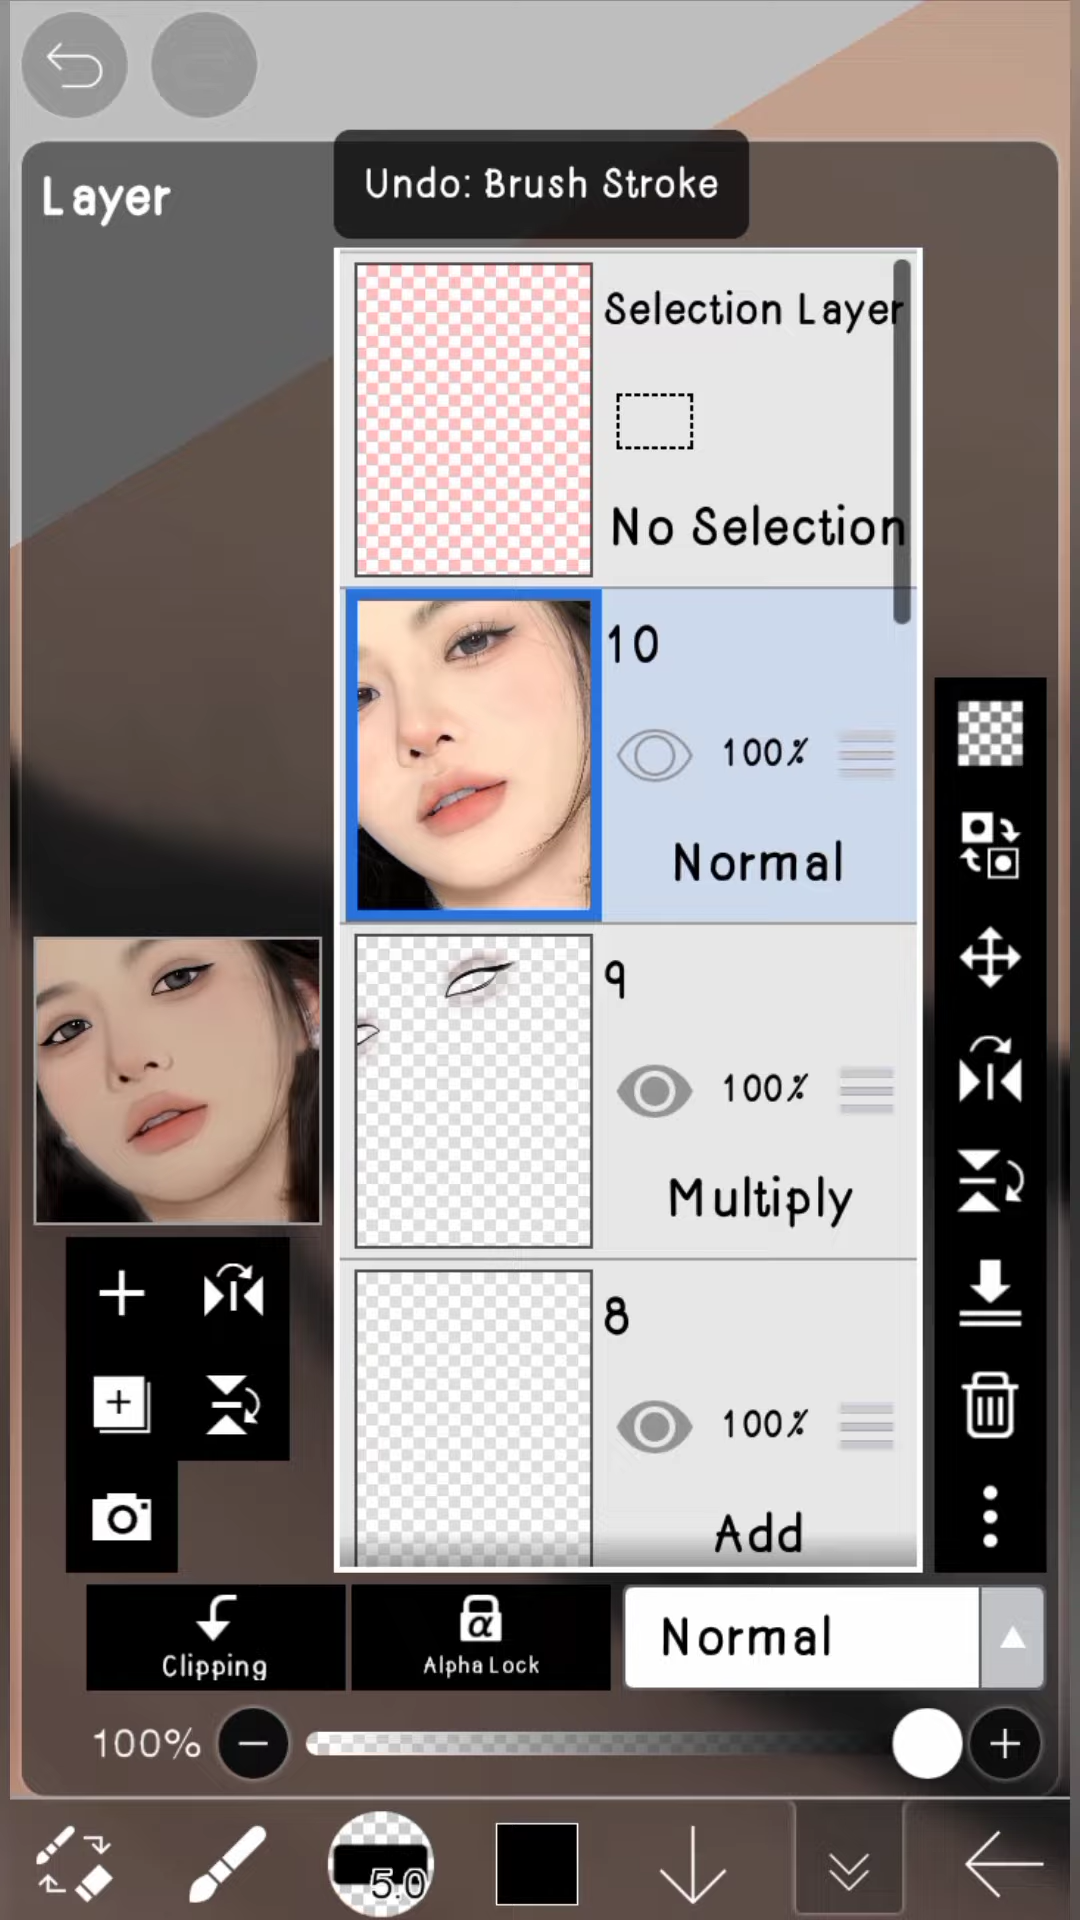 Undo: Brush Stroke
Layer
Selection Layer
No Selection
10
100%
Normal
9
100%
Multiply
8
100%
Add
Clipping
α
Alpha Lock
Normal
100%
5.0